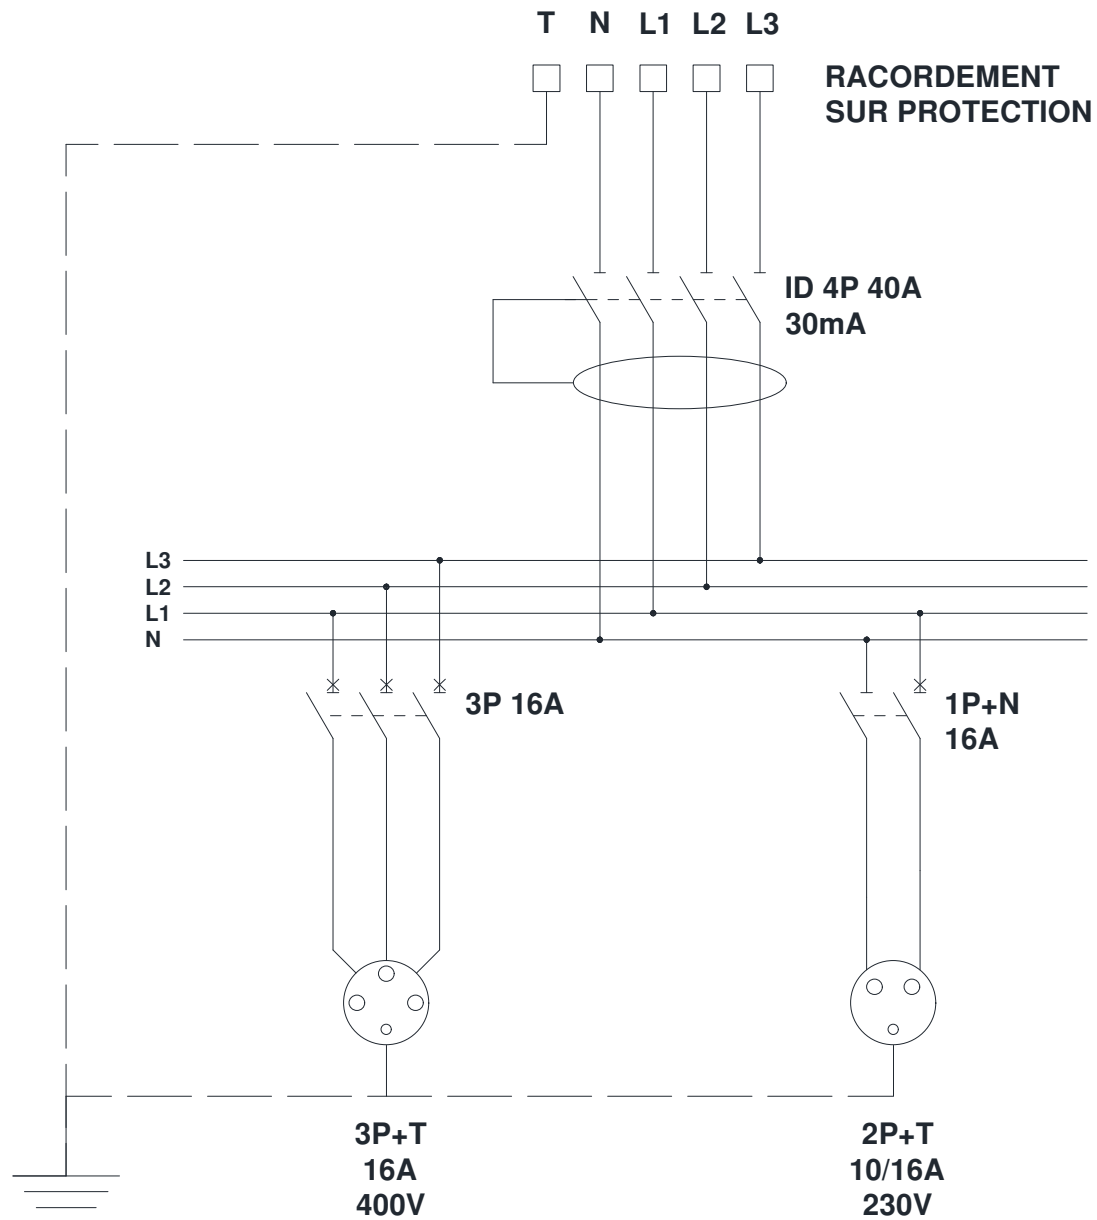 T N L1 L2 L3
RACORDEMENT
SUR PROTECTION
ID 4P 40A
30mA
L3
L2
L1
N
3P 16A
1P+N
16A
3P+T
16A
400V
2P+T
10/16A
230V